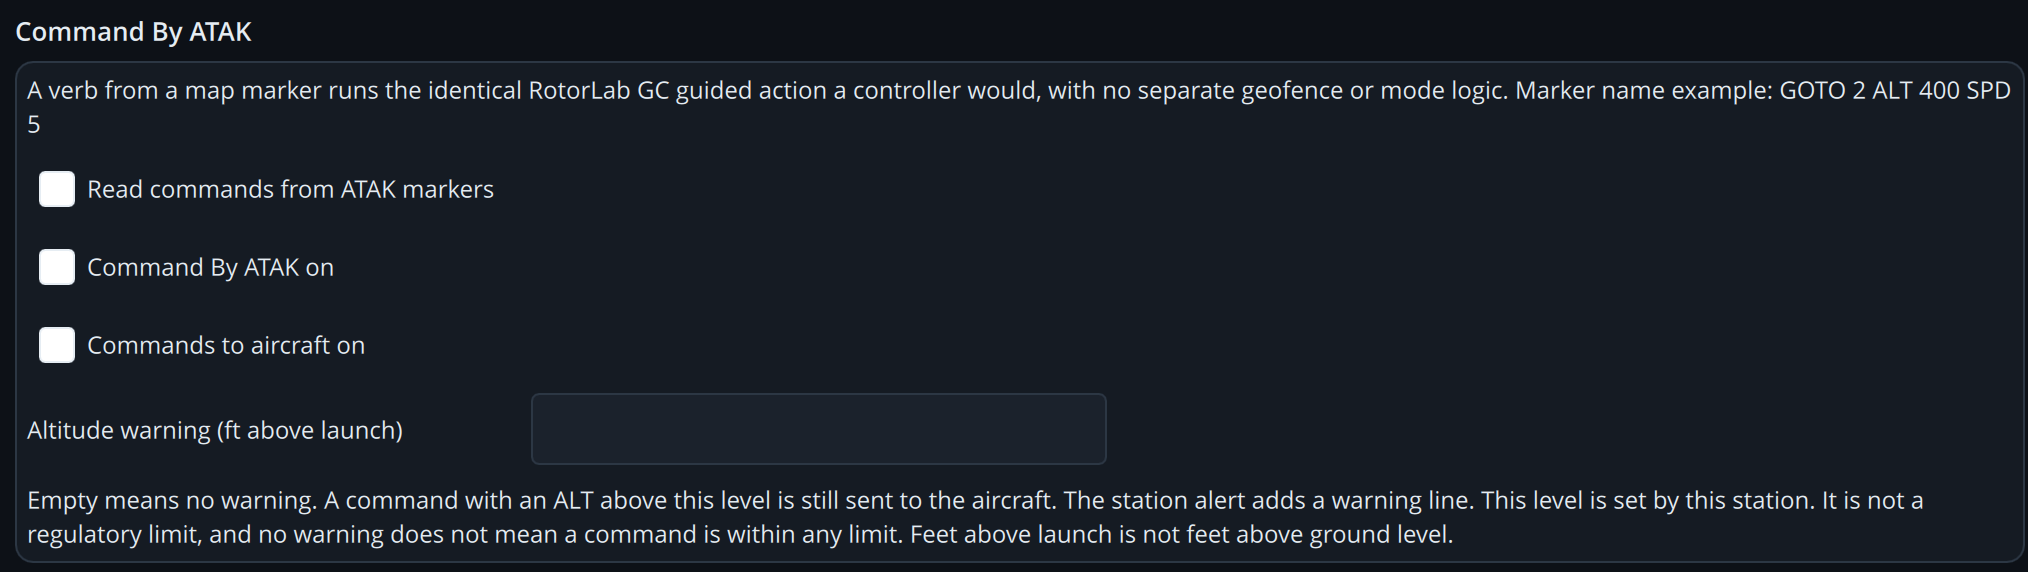 Command By ATAK
A verb from a map marker runs the identical RotorLab GC guided action a controller would, with no separate geofence or mode logic. Marker name example: GOTO 2 ALT 400 SPD
5
Read commands from ATAK markers
Command By ATAK on
Commands to aircraft on
Altitude warning (ft above launch)
Empty means no warning. A command with an ALT above this level is still sent to the aircraft. The station alert adds a warning line. This level is set by this station. It is not a
regulatory limit, and no warning does not mean a command is within any limit. Feet above launch is not feet above ground level.